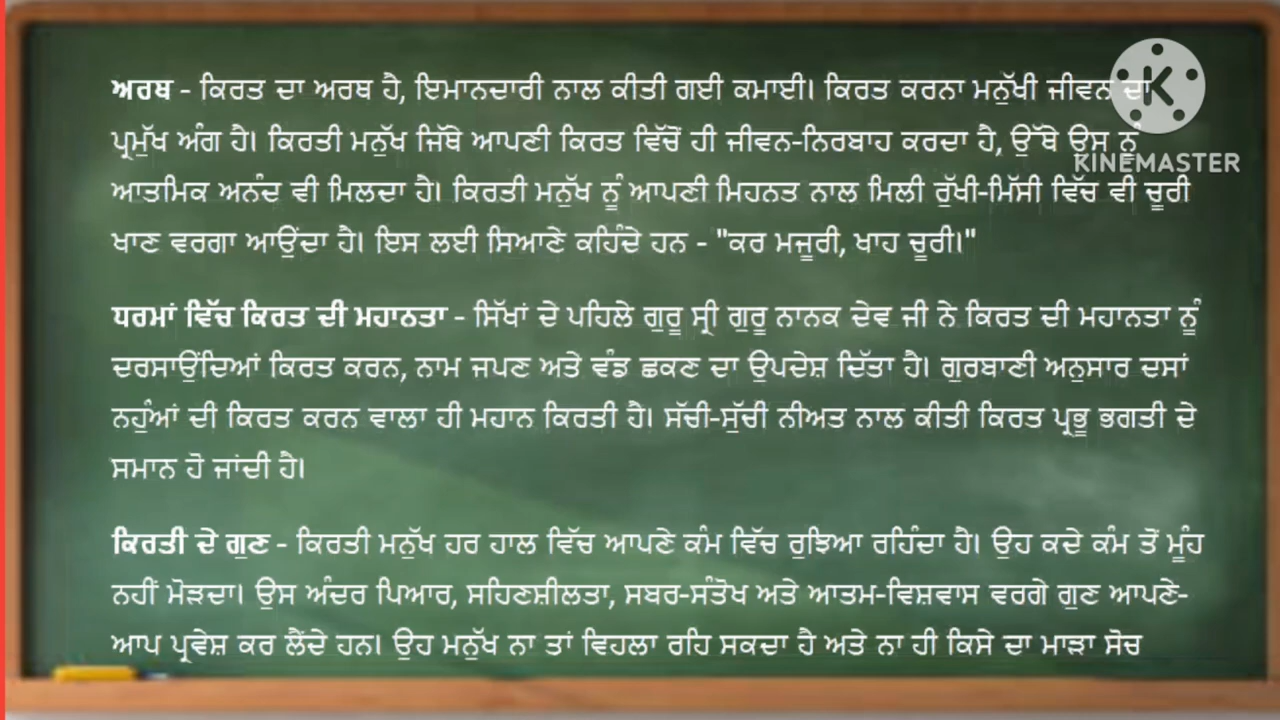 ਅਰਥ - ਕਿਰਤ ਦਾ ਅਰਥ ਹੈ, ਇਮਾਨਦਾਰੀ ਨਾਲ ਕੀਤੀ ਗਈ ਕਮਾਈ। ਕਿਰਤ ਕਰਨਾ ਮਨੁੱਖੀ ਜੀਵਨ ਦਾ
ਪ੍ਰਮੁੱਖ ਅੰਗ ਹੈ। ਕਿਰਤੀ ਮਨੁੱਖ ਜਿੱਥੇ ਆਪਣੀ ਕਿਰਤ ਵਿੱਚੋਂ ਹੀ ਜੀਵਨ-ਨਿਰਬਾਹ ਕਰਦਾ ਹੈ, ਉੱਥੇ ਉਸ ਨੂੰ
KINEMASTER
ਆਤਮਿਕ ਅਨੰਦ ਵੀ ਮਿਲਦਾ ਹੈ। ਕਿਰਤੀ ਮਨੁੱਖ ਨੂੰ ਆਪਣੀ ਮਿਹਨਤ ਨਾਲ ਮਿਲੀ ਰੁੱਖੀ-ਮਿੱਸੀ ਵਿੱਚ ਵੀ ਚੂਰੀ
ਖਾਣ ਵਰਗਾ ਆਉਂਦਾ ਹੈ। ਇਸ ਲਈ ਸਿਆਣੇ ਕਹਿੰਦੇ ਹਨ - "ਕਰ ਮਜੂਰੀ, ਖਾਹ ਚੂਰੀ।"
ਧਰਮਾਂ ਵਿੱਚ ਕਿਰਤ ਦੀ ਮਹਾਨਤਾ - ਸਿੱਖਾਂ ਦੇ ਪਹਿਲੇ ਗੁਰੂ ਸ੍ਰੀ ਗੁਰੂ ਨਾਨਕ ਦੇਵ ਜੀ ਨੇ ਕਿਰਤ ਦੀ ਮਹਾਨਤਾ ਨੂੰ
ਦਰਸਾਉਂਦਿਆਂ ਕਿਰਤ ਕਰਨ, ਨਾਮ ਜਪਣ ਅਤੇ ਵੰਡ ਛਕਣ ਦਾ ਉਪਦੇਸ਼ ਦਿੱਤਾ ਹੈ। ਗੁਰਬਾਣੀ ਅਨੁਸਾਰ ਦਸਾਂ
ਨਹੁੰਆਂ ਦੀ ਕਿਰਤ ਕਰਨ ਵਾਲਾ ਹੀ ਮਹਾਨ ਕਿਰਤੀ ਹੈ। ਸੱਚੀ-ਸੁੱਚੀ ਨੀਅਤ ਨਾਲ ਕੀਤੀ ਕਿਰਤ ਪ੍ਰਭੂ ਭਗਤੀ ਦੇ
ਸਮਾਨ ਹੋ ਜਾਂਦੀ ਹੈ।
ਕਿਰਤੀ ਦੇ ਗੁਣ - ਕਿਰਤੀ ਮਨੁੱਖ ਹਰ ਹਾਲ ਵਿੱਚ ਆਪਣੇ ਕੰਮ ਵਿੱਚ ਰੁਝਿਆ ਰਹਿੰਦਾ ਹੈ। ਉਹ ਕਦੇ ਕੰਮ ਤੋਂ ਮੂੰਹ
ਨਹੀਂ ਮੋੜਦਾ। ਉਸ ਅੰਦਰ ਪਿਆਰ, ਸਹਿਣਸ਼ੀਲਤਾ, ਸਬਰ-ਸੰਤੋਖ ਅਤੇ ਆਤਮ-ਵਿਸ਼ਵਾਸ ਵਰਗੇ ਗੁਣ ਆਪਣੇ-
ਆਪ ਪ੍ਰਵੇਸ਼ ਕਰ ਲੈਂਦੇ ਹਨ। ਉਹ ਮਨੁੱਖ ਨਾ ਤਾਂ ਵਿਹਲਾ ਰਹਿ ਸਕਦਾ ਹੈ ਅਤੇ ਨਾ ਹੀ ਕਿਸੇ ਦਾ ਮਾੜਾ ਸੋਚ